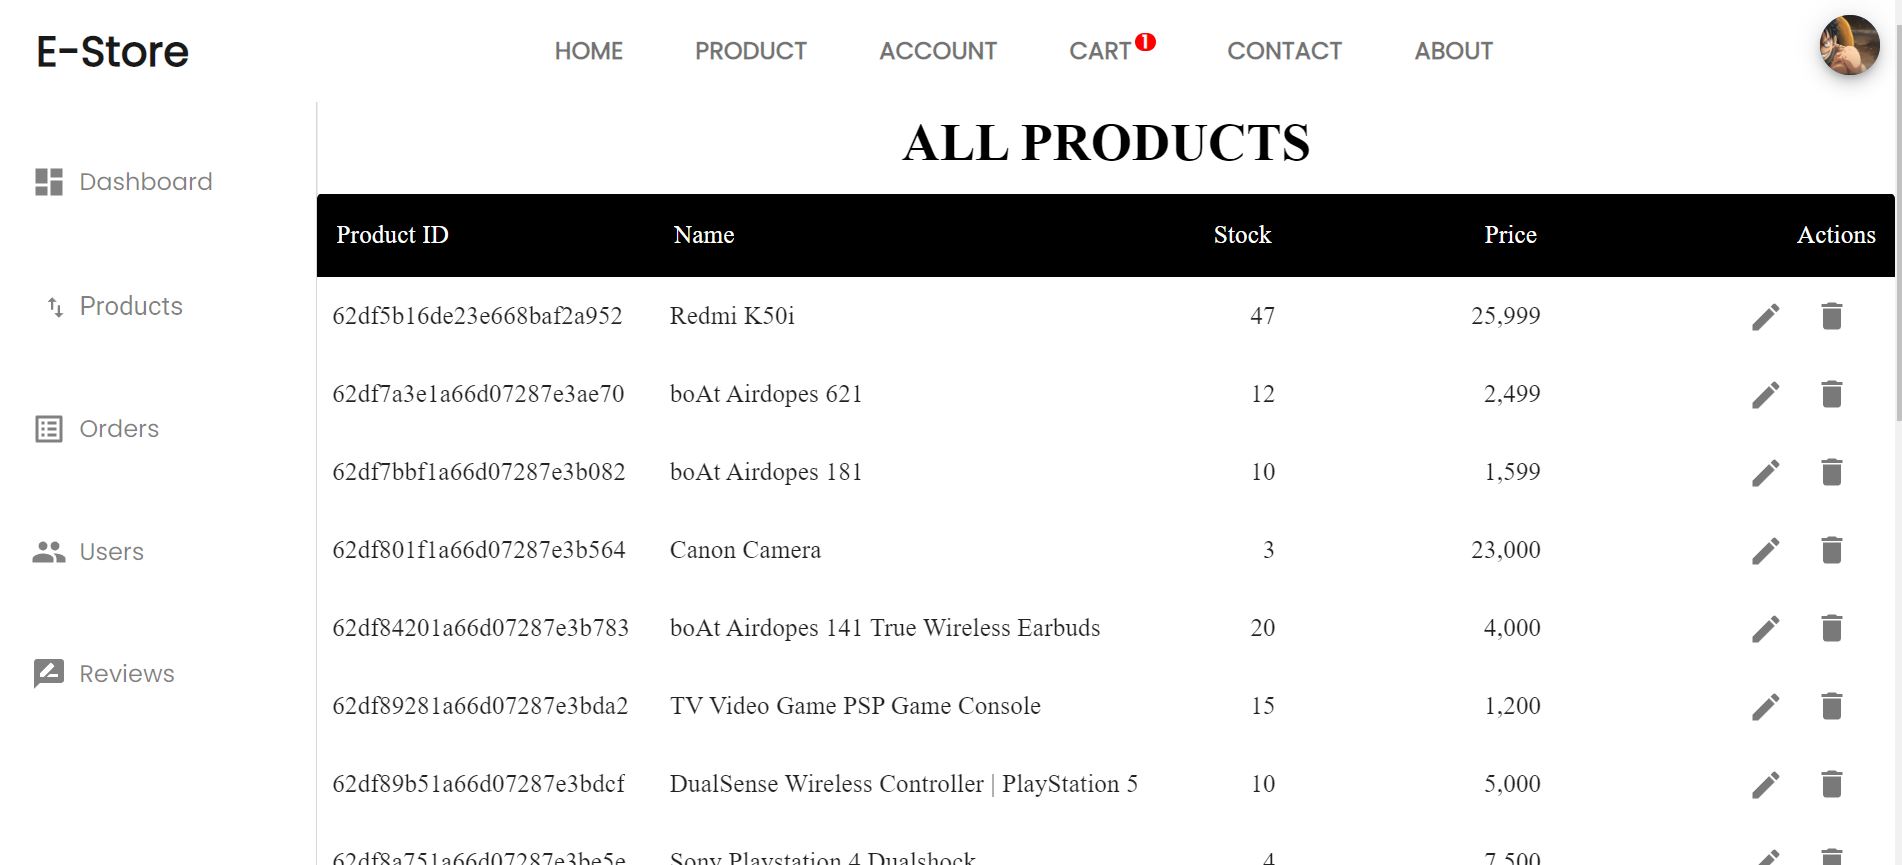 E-Store
HOME PRODUCT ACCOUNT CART 1 CONTACT ABOUT
Dashboard
Products
Orders
Users
Reviews
ALL PRODUCTS
Product ID Name Stock Price Actions
62df5b16de23e668baf2a952 Redmi K50i 47 25,999
62df7a3e1a66d07287e3ae70 boAt Airdopes 621 12 2,499
62df7bbf1a66d07287e3b082 boAt Airdopes 181 10 1,599
62df801f1a66d07287e3b564 Canon Camera 3 23,000
62df84201a66d07287e3b783 boAt Airdopes 141 True Wireless Earbuds 20 4,000
62df89281a66d07287e3bda2 TV Video Game PSP Game Console 15 1,200
62df89b51a66d07287e3bdcf DualSense Wireless Controller | PlayStation 5 10 5,000
62df8a751a66d07287e3be5e Sony Playstation 4 Dualshock 4 7,500